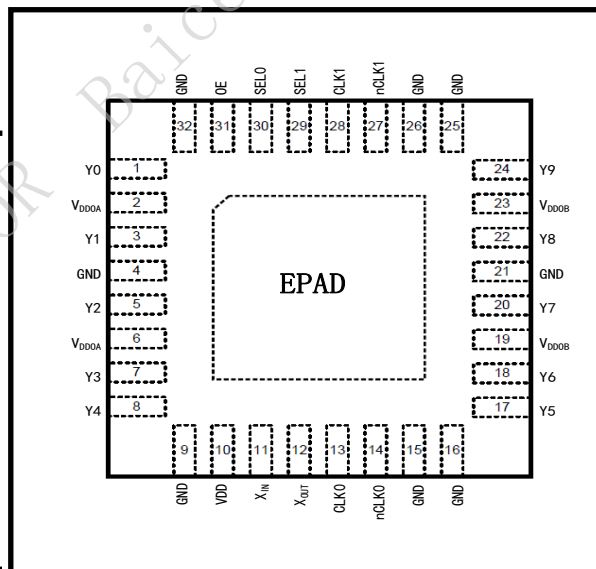 GND OE SEL0 SEL1 CLK1 nCLK1 GND GND
32 31 30 29 28 27 26 25
Y0 1 24 Y9
VDDOA 2 23 VDDOB
Y1 3 22 Y8
GND 4 21 GND
EPAD
Y2 5 20 Y7
VDDOA 6 19 VDDOB
Y3 7 18 Y6
Y4 8 17 Y5
9 10 11 12 13 14 15 16
GND VDD XIN XOUT CLK0 nCLK0 GND GND